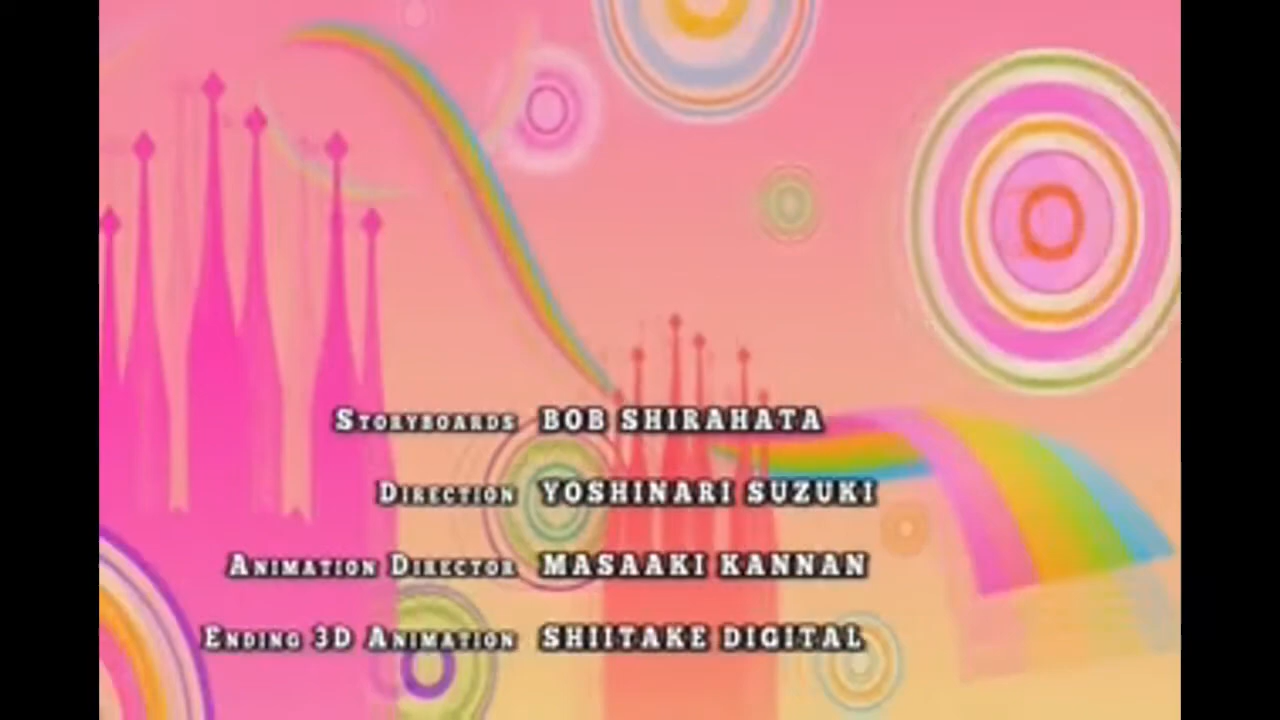 Storyboards BOB SHIRAHATA
Direction YOSHINARI SUZUKI
Animation Director MASAAKI KANNAN
Ending 3D Animation SHIITAKE DIGITAL